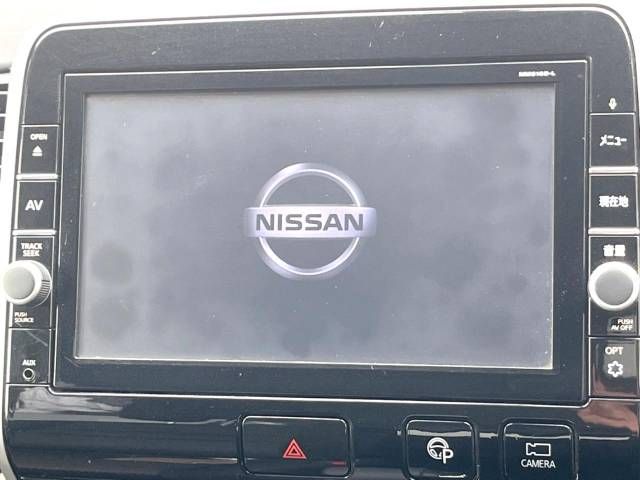 MM516D-L
OPEN
メニュー
AV
現在地
NISSAN
TRACK
SEEK
音量
PUSH
SOURCE
PUSH
AV OFF
AUX
OPT
P
CAMERA